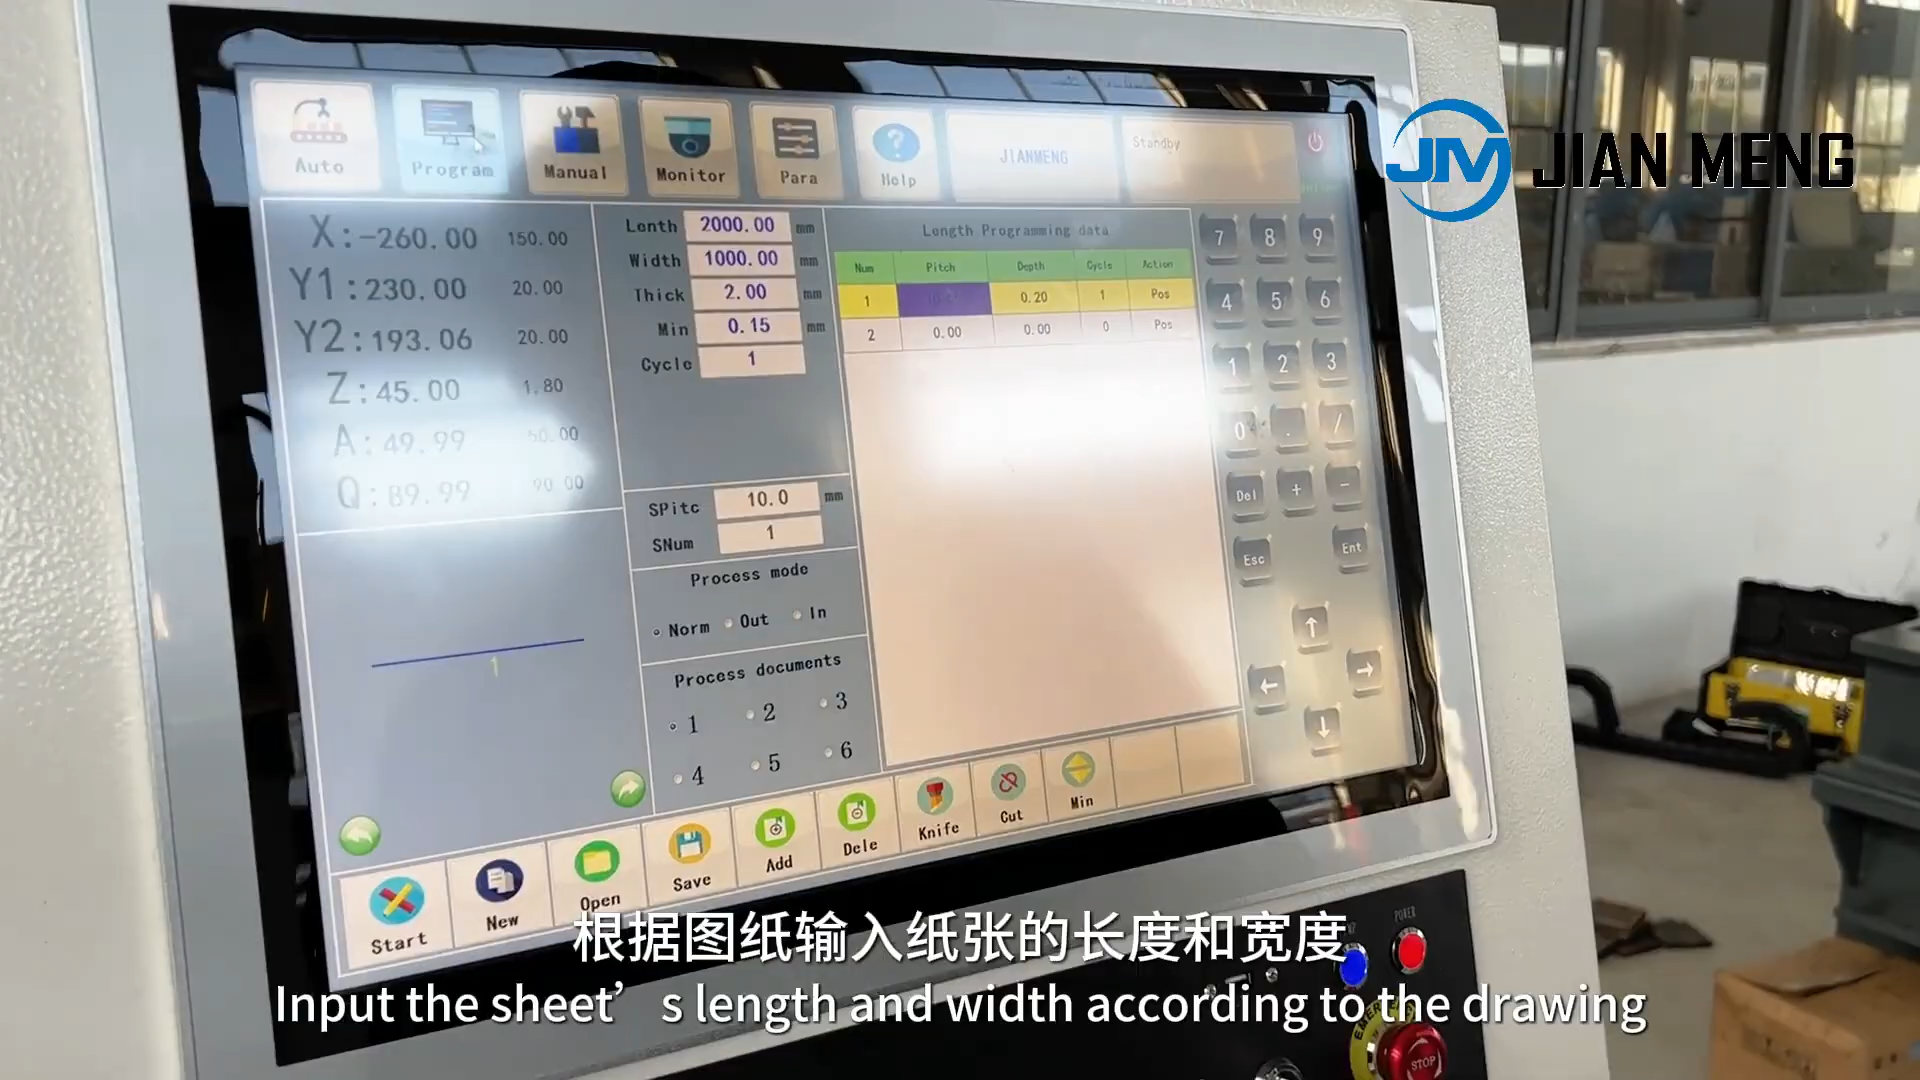 JM JIAN MENG
Auto
Program
Manual
Monitor
Para
Help
JIANMENG
Standby
X:-260.00 150.00
Y1:230.00 20.00
Y2:193.06 20.00
Z:45.00 1.80
A:49.99 50.00
Q:89.99 90.00
Lenth 2000.00 mm
Width 1000.00 mm
Thick 2.00 mm
Min 0.15 mm
Cycle 1
SPitc 10.0 mm
SNum 1
Process mode
Norm Out In
Process documents
1 2 3
4 5 6
Length Programming data
Num Pitch Depth Cycle Action
1 0.20 1 Pos
2 0.00 0.00 0 Pos
7 8 9
4 5 6
1 2 3
0 . /
Del + -
Esc Ent
↑
← →
↓
1
Start
New
Open
Save
Add
Dele
Knife
Cut
Min
POWER
STOP
根据图纸输入纸张的长度和宽度
Input the sheet's length and width according to the drawing